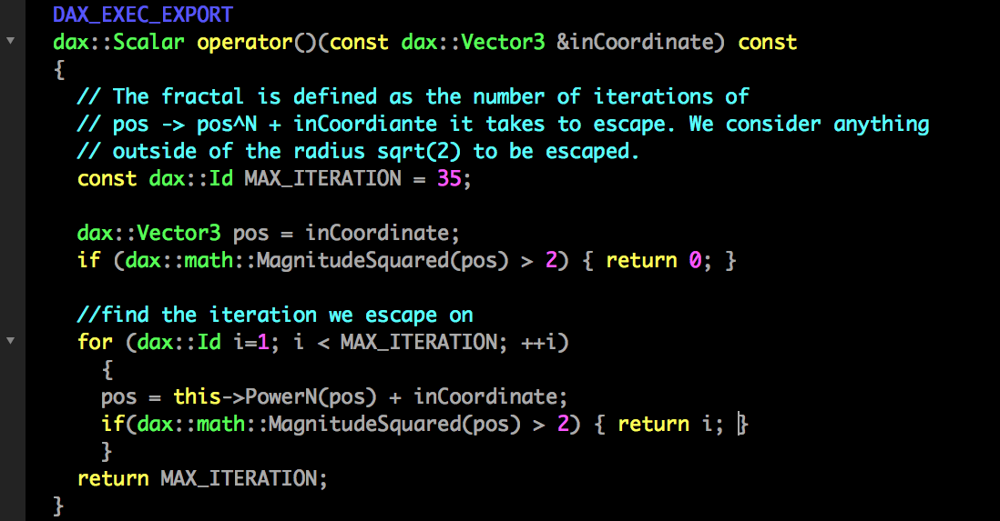 DAX_EXEC_EXPORT
dax::Scalar operator()(const dax::Vector3 &inCoordinate) const
{
  // The fractal is defined as the number of iterations of
  // pos -> pos^N + inCoordiante it takes to escape. We consider anything
  // outside of the radius sqrt(2) to be escaped.
  const dax::Id MAX_ITERATION = 35;

  dax::Vector3 pos = inCoordinate;
  if (dax::math::MagnitudeSquared(pos) > 2) { return 0; }

  //find the iteration we escape on
  for (dax::Id i=1; i < MAX_ITERATION; ++i)
    {
    pos = this->PowerN(pos) + inCoordinate;
    if(dax::math::MagnitudeSquared(pos) > 2) { return i; }
    }
  return MAX_ITERATION;
}